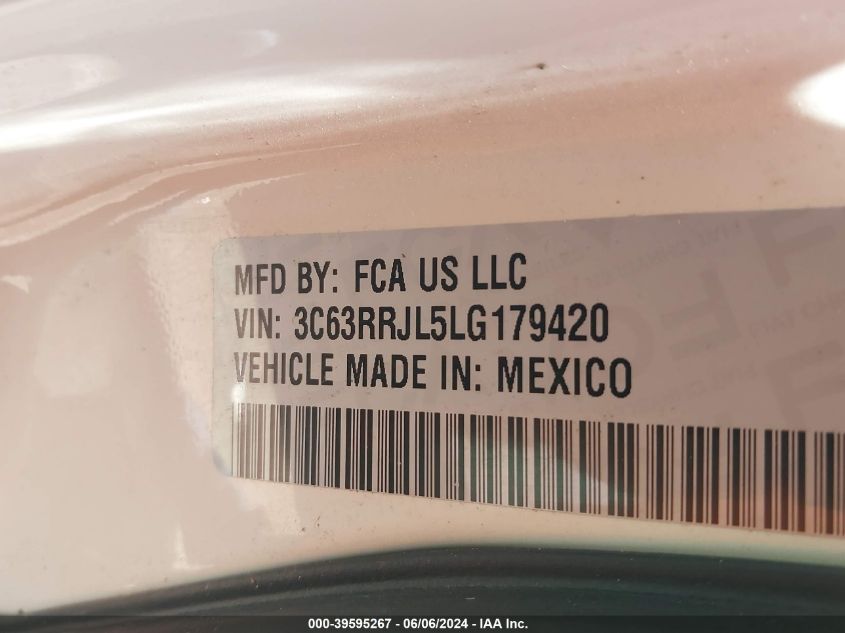 MFD BY: FCA US LLC
VIN: 3C63RRJL5LG179420
VEHICLE MADE IN: MEXICO
000-39595267 - 06/06/2024 - IAA Inc.